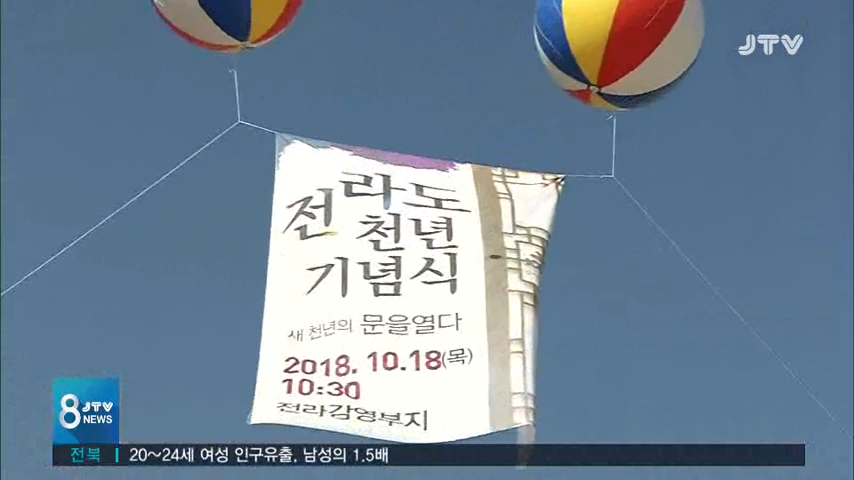 JTV
전라도
천년
기념식
새 천년의 문을열다
2018. 10.18(목)
10:30
전라감영부지
8 JTV
NEWS
전북 20~24세 여성 인구유출, 남성의 1.5배